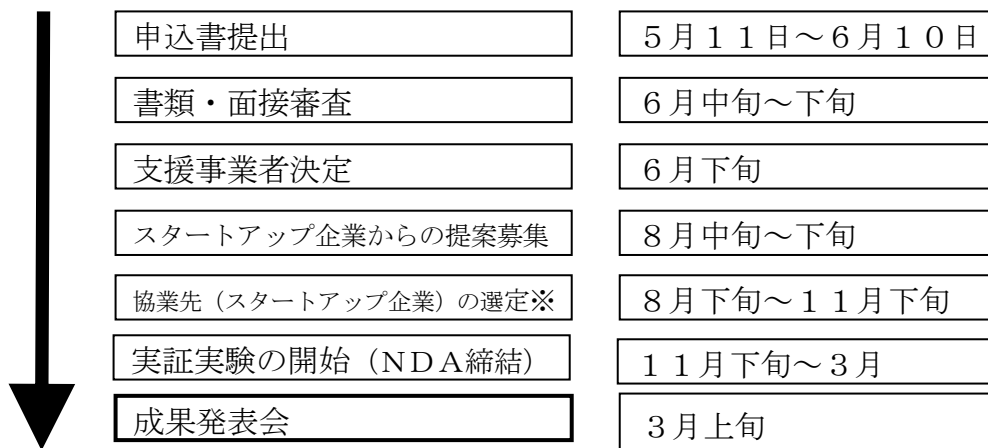 申込書提出 ５月１１日～６月１０日
書類・面接審査 ６月中旬～下旬
支援事業者決定 ６月下旬
スタートアップ企業からの提案募集 ８月中旬～下旬
協業先（スタートアップ企業）の選定※ ８月下旬～１１月下旬
実証実験の開始（ＮＤＡ締結） １１月下旬～３月
成果発表会 ３月上旬